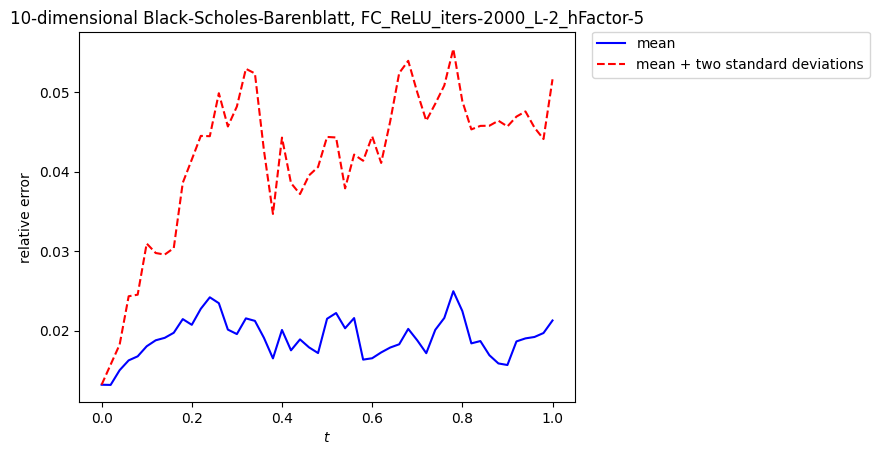 10-dimensional Black-Scholes-Barenblatt, FC_ReLU_iters-2000_L-2_hFactor-5
mean
mean + two standard deviations
0.05
0.04
0.03
0.02
relative error
0.0 0.2 0.4 0.6 0.8 1.0
t